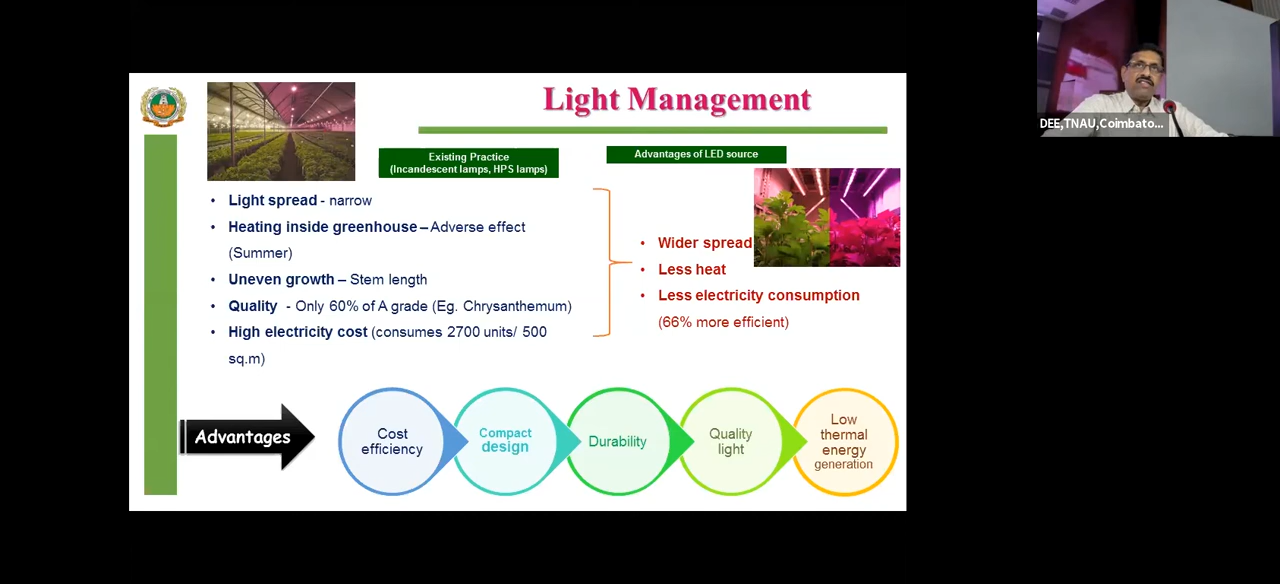 Light Management
Existing Practice
(Incandescent lamps, HPS lamps)
• Light spread - narrow
• Heating inside greenhouse – Adverse effect
(Summer)
• Uneven growth – Stem length
• Quality - Only 60% of A grade (Eg. Chrysanthemum)
• High electricity cost (consumes 2700 units/ 500
sq.m)
Advantages of LED source
• Wider spread
• Less heat
• Less electricity consumption
(66% more efficient)
Advantages
Cost
efficiency
Compact
design
Durability
Quality
light
Low
thermal
energy
generation
DEE,TNAU,Coimbato...